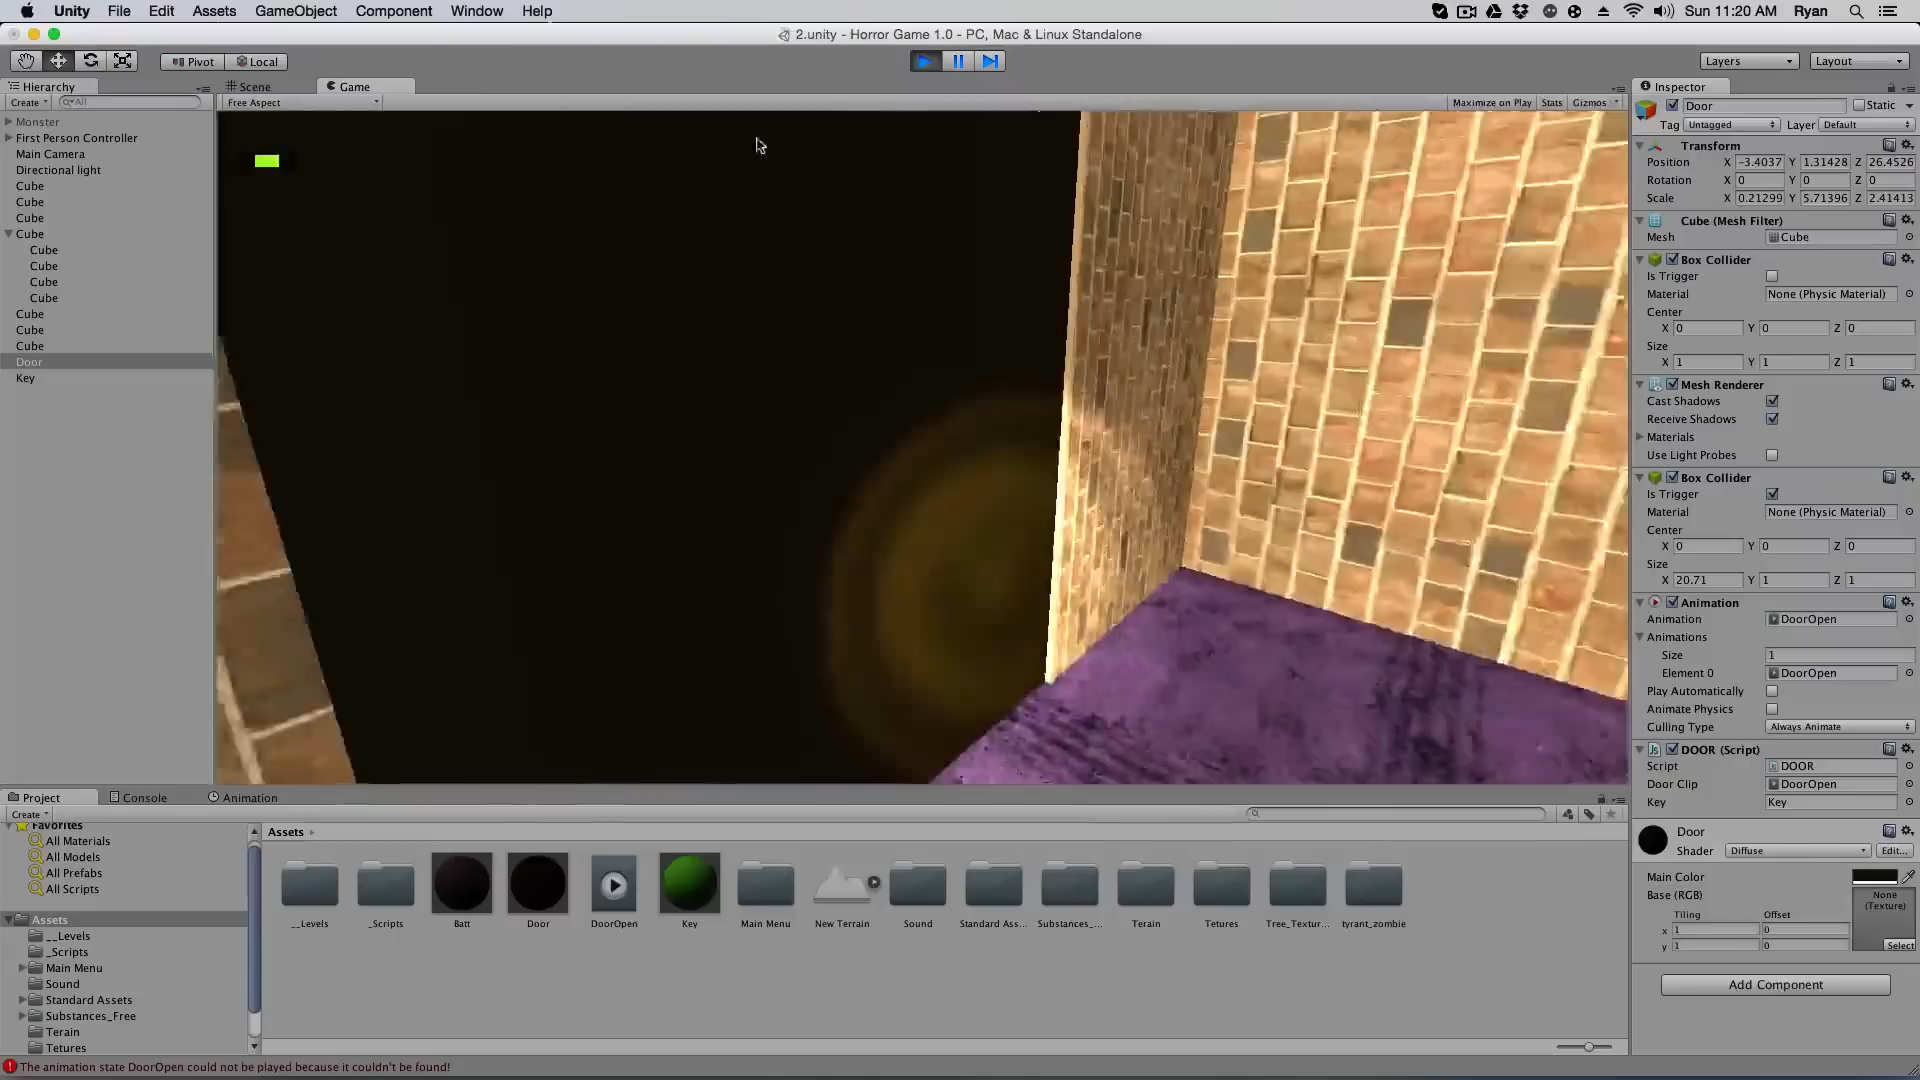 Unity File Edit Assets GameObject Component Window Help Sun 11:20 AM Ryan
2.unity - Horror Game 1.0 - PC, Mac & Linux Standalone
Pivot Local Layers Layout
Hierarchy Scene Game Inspector
Create All Free Aspect Maximize on Play Stats Gizmos
Door Static
Tag Untagged Layer Default
Monster
First Person Controller
Main Camera
Directional light
Cube
Cube
Cube
Cube
Cube
Cube
Cube
Cube
Cube
Cube
Cube
Door
Key
Transform
Position X -3.4037 Y 1.31428 Z 26.4526
Rotation X 0 Y 0 Z 0
Scale X 0.21299 Y 5.71396 Z 2.41413
Cube (Mesh Filter)
Mesh Cube
Box Collider
Is Trigger
Material None (Physic Material)
Center
X 0 Y 0 Z 0
Size
X 1 Y 1 Z 1
Mesh Renderer
Cast Shadows
Receive Shadows
Materials
Use Light Probes
Box Collider
Is Trigger
Material None (Physic Material)
Center
X 0 Y 0 Z 0
Size
X 20.71 Y 1 Z 1
Animation
Animation DoorOpen
Animations
Size 1
Element 0 DoorOpen
Play Automatically
Animate Physics
Culling Type Always Animate
DOOR (Script)
Script DOOR
Door Clip DoorOpen
Key Key
Door
Shader Diffuse Edit...
Main Color
Base (RGB) None
(Texture)
Tiling Offset
x 1 0
y 1 0
Select
Add Component
Project Console Animation
Create
Favorites
All Materials
All Models
All Prefabs
All Scripts
Assets
__Levels
_Scripts
Main Menu
Sound
Standard Assets
Substances_Free
Terain
Tetures
Assets
__Levels _Scripts Batt Door DoorOpen Key Main Menu New Terrain Sound Standard Ass... Substances_... Terain Tetures Tree_Textur... tyrant_zombie
The animation state DoorOpen could not be played because it couldn't be found!